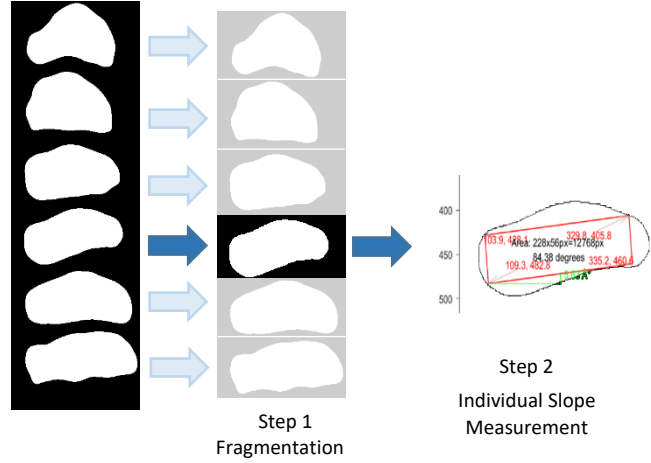 400
450
500
103.9, 428.1
329.8, 405.8
Area: 228x56px=12768px
84.38 degrees
109.3, 482.8
335.2, 460.6
Step 1
Fragmentation
Step 2
Individual Slope
Measurement